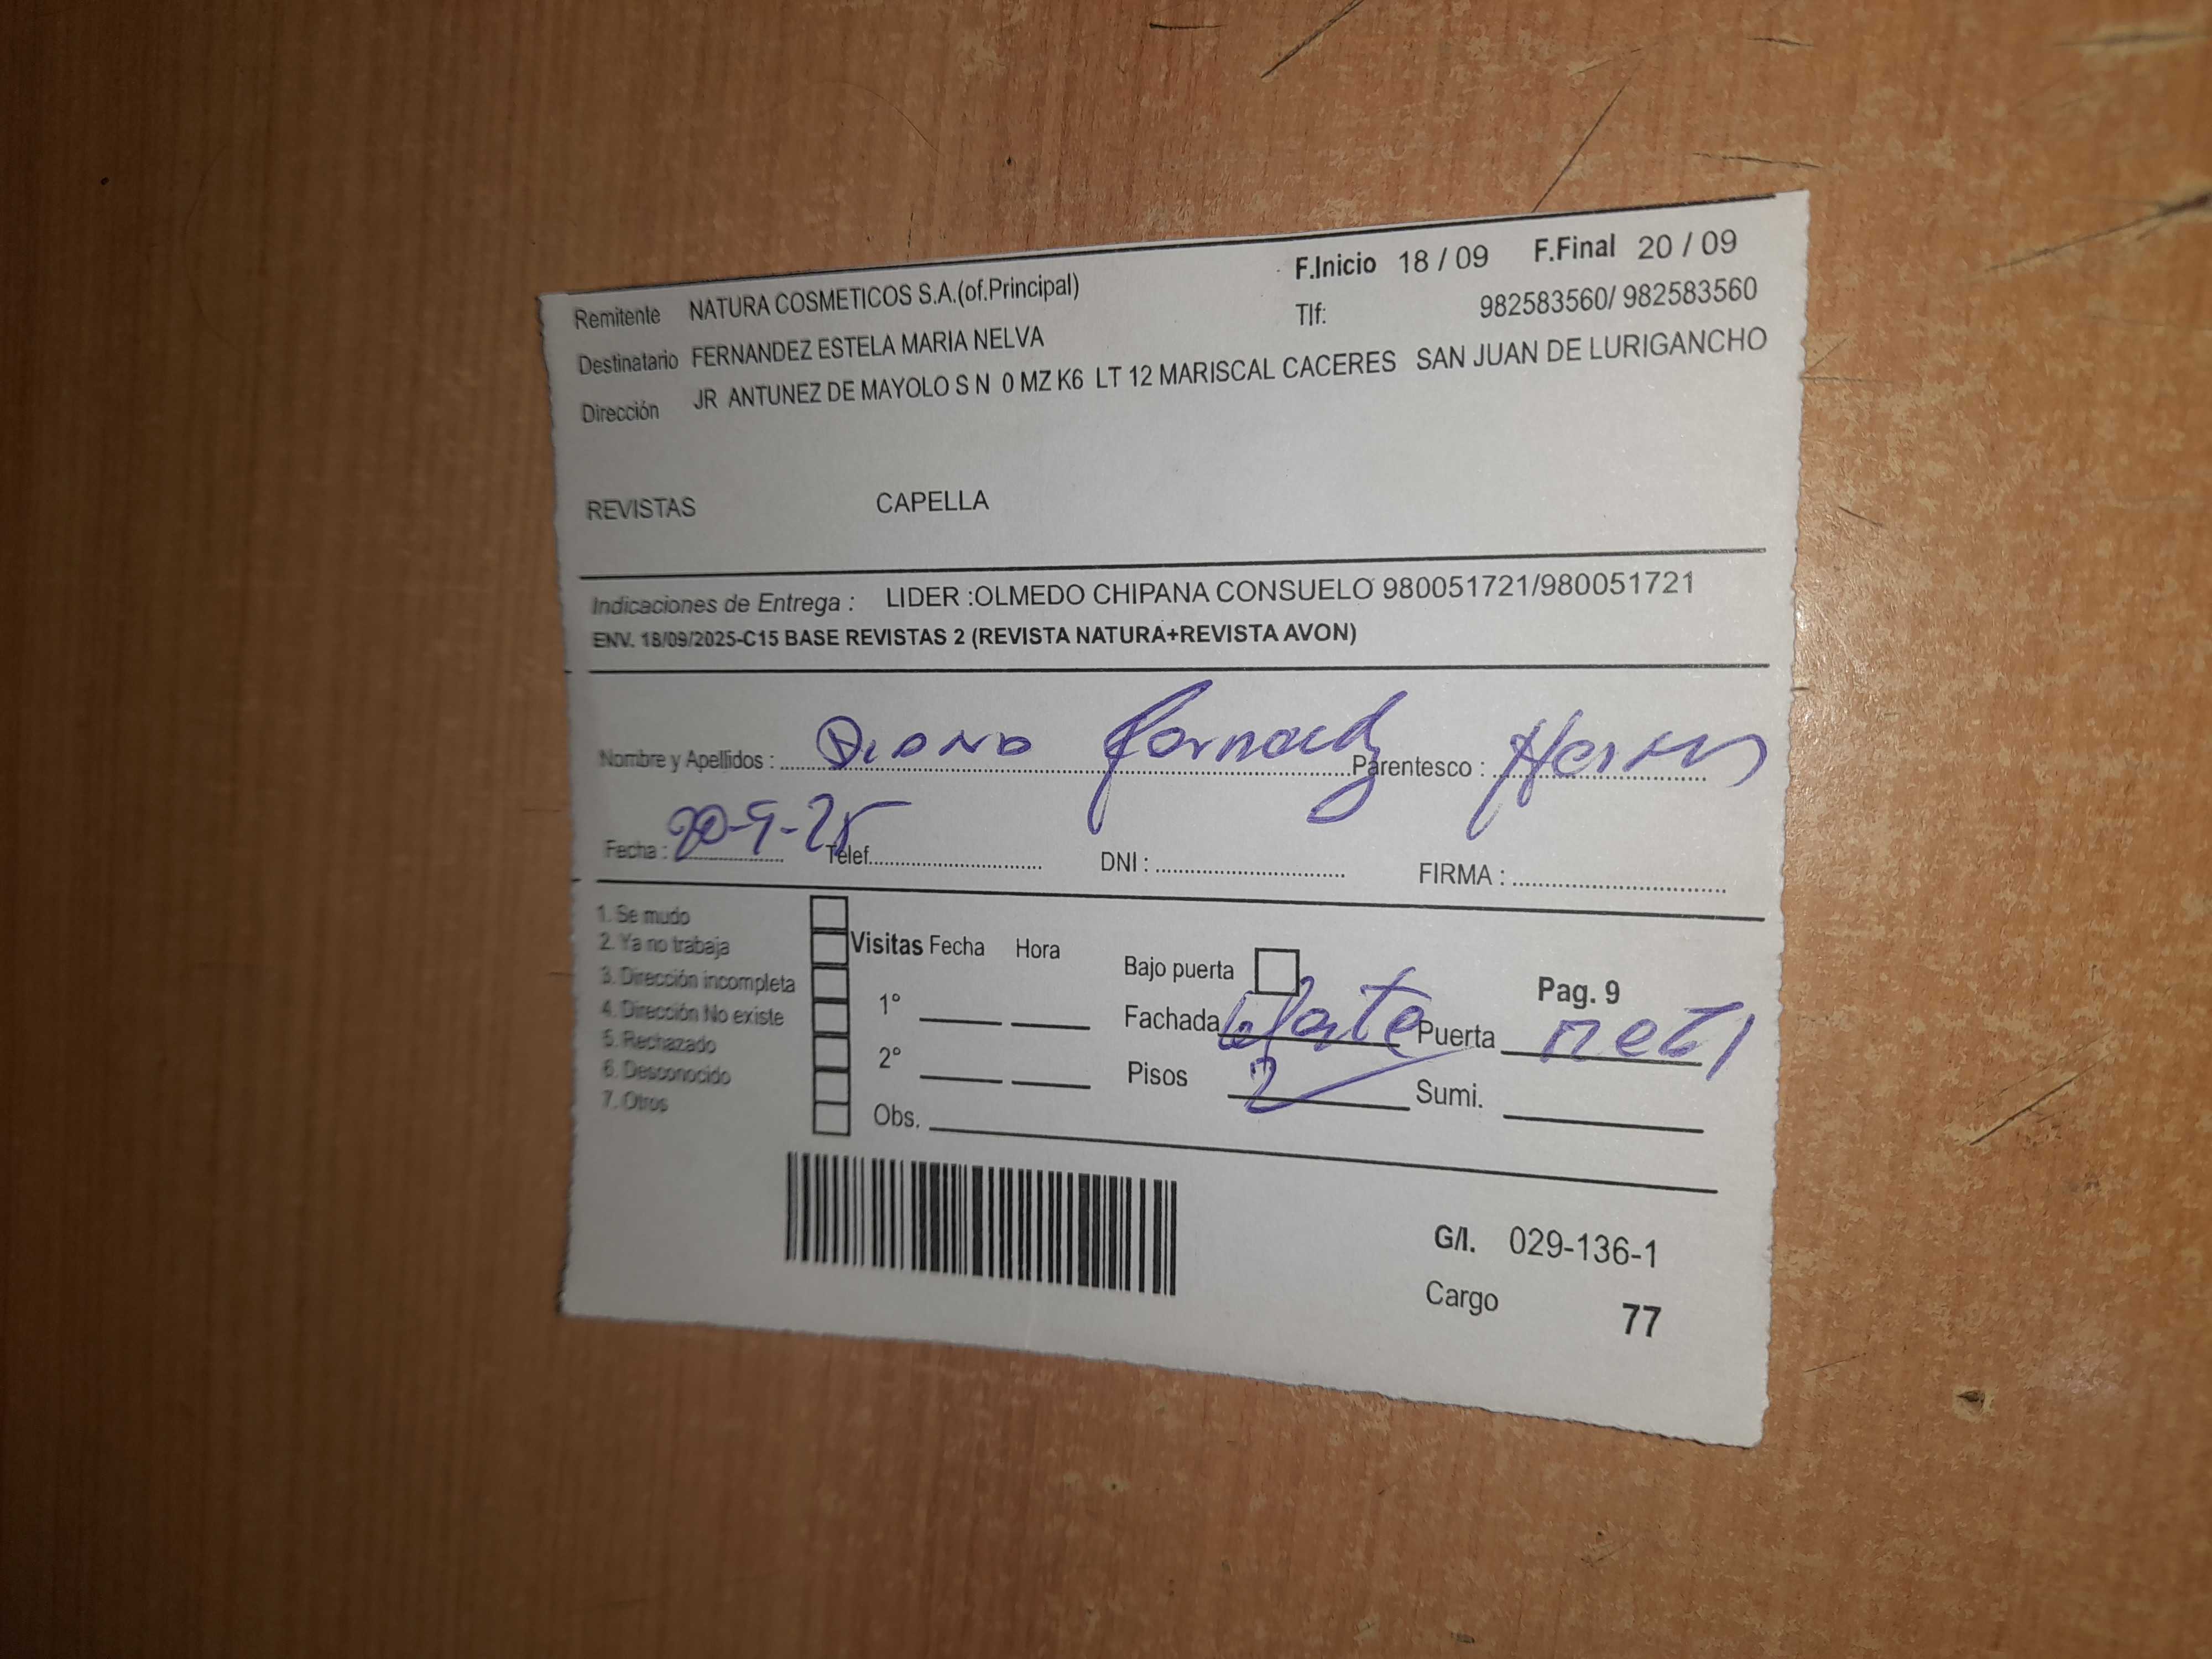 Remitente NATURA COSMETICOS S.A.(of.Principal) F.Inicio 18 / 09 F.Final 20 / 09
Destinatario FERNANDEZ ESTELA MARIA NELVA Tlf: 982583560/ 982583560
Dirección JR ANTUNEZ DE MAYOLO S N 0 MZ K6 LT 12 MARISCAL CACERES SAN JUAN DE LURIGANCHO
REVISTAS CAPELLA
Indicaciones de Entrega : LIDER :OLMEDO CHIPANA CONSUELO 980051721/980051721
ENV. 18/09/2025-C15 BASE REVISTAS 2 (REVISTA NATURA+REVISTA AVON)
Nombre y Apellidos : Diana Parentesco :
Fecha : 20-9-25 Telef. DNI : FIRMA :
1. Se mudo
2. Ya no trabaja Visitas Fecha Hora Bajo puerta
3. Dirección incompleta Pag. 9
4. Dirección No existe 1° Fachada Puerta
5. Rechazado
6. Desconocido 2° Pisos 2 Sumi.
7. Otros Obs.
G/I. 029-136-1
Cargo 77